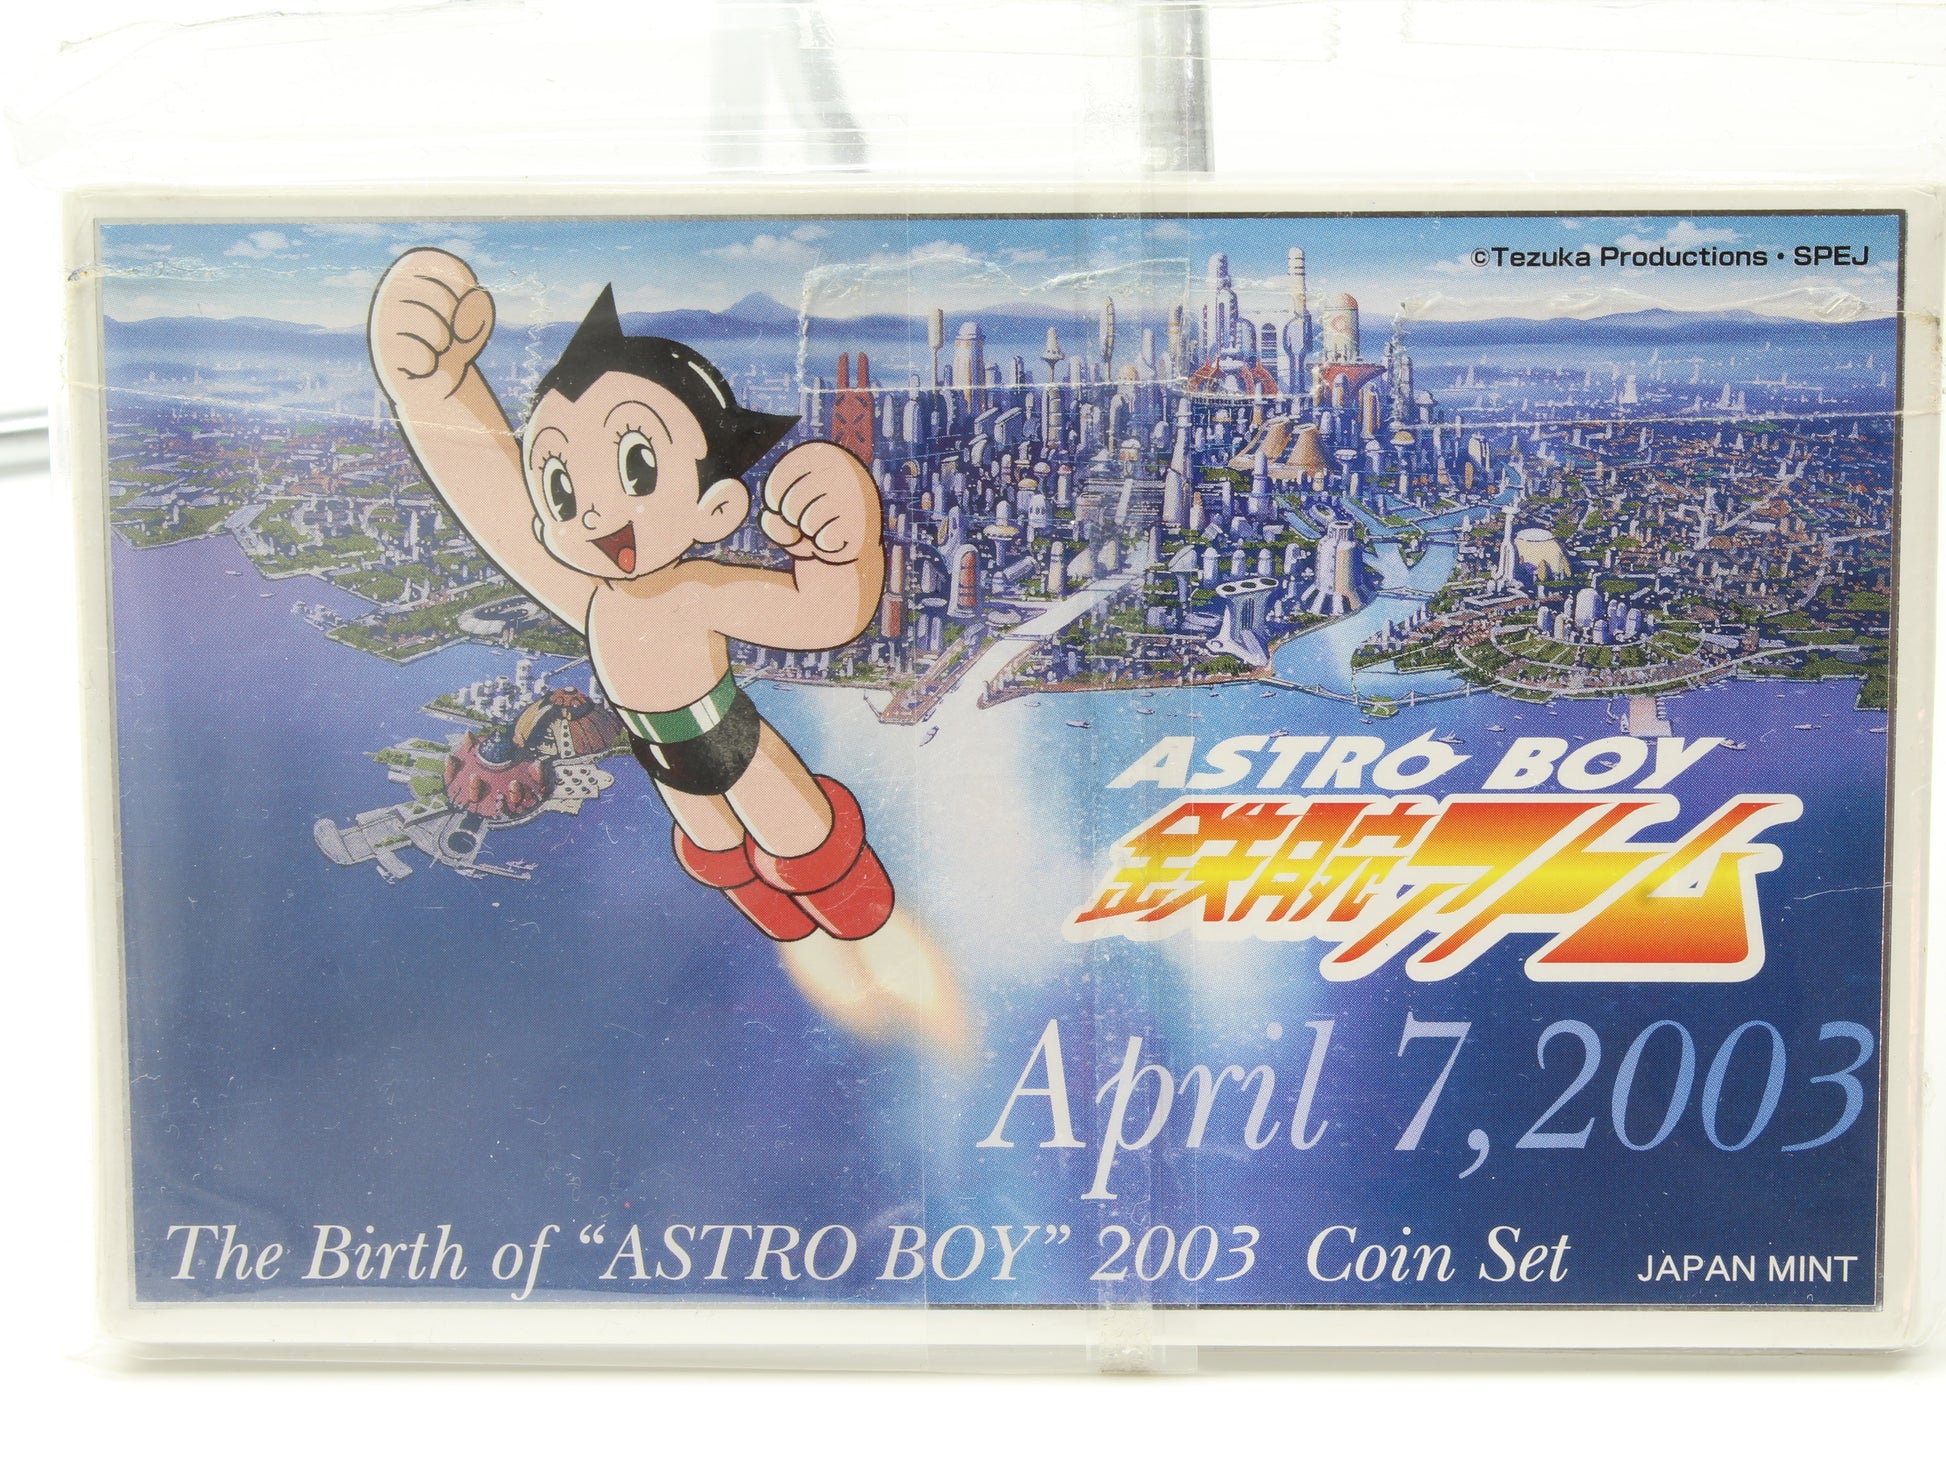 ©Tezuka Productions・SPEJ
ASTRO BOY
鉄腕アトム
April 7, 2003
The Birth of “ASTRO BOY” 2003 Coin Set
JAPAN MINT